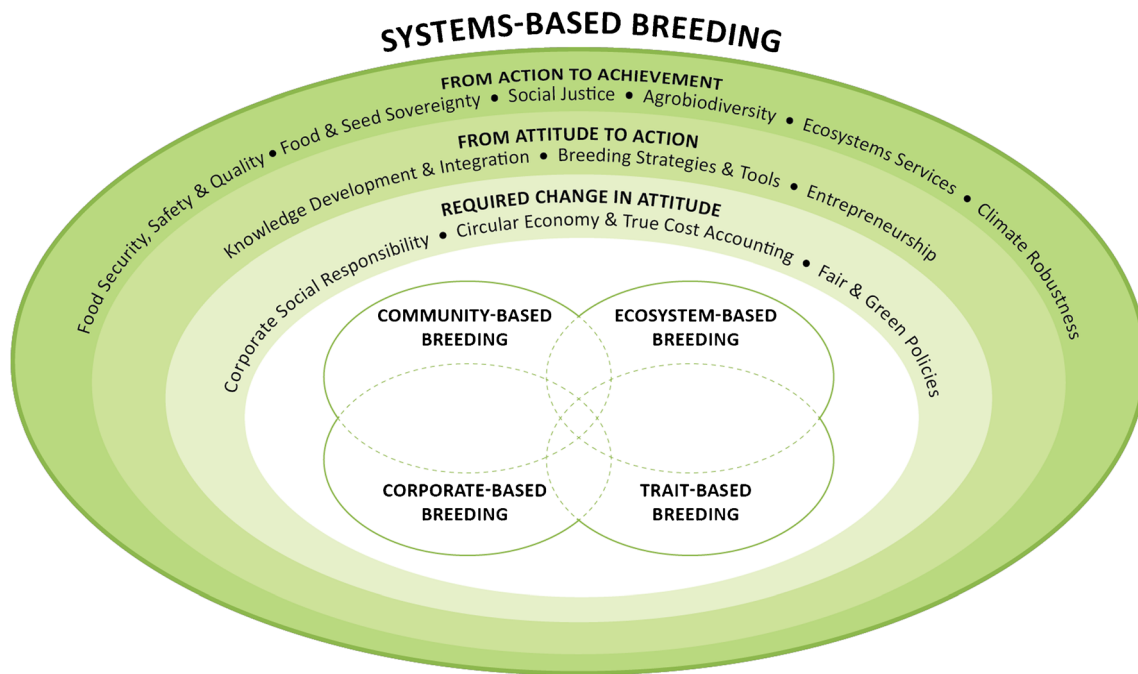 SYSTEMS-BASED BREEDING
FROM ACTION TO ACHIEVEMENT
Food Security, Safety & Quality • Food & Seed Sovereignty • Social Justice • Agrobiodiversity • Ecosystems Services • Climate Robustness
FROM ATTITUDE TO ACTION
Knowledge Development & Integration • Breeding Strategies & Tools • Entrepreneurship
REQUIRED CHANGE IN ATTITUDE
Corporate Social Responsibility • Circular Economy & True Cost Accounting • Fair & Green Policies
COMMUNITY-BASED
BREEDING
ECOSYSTEM-BASED
BREEDING
CORPORATE-BASED
BREEDING
TRAIT-BASED
BREEDING